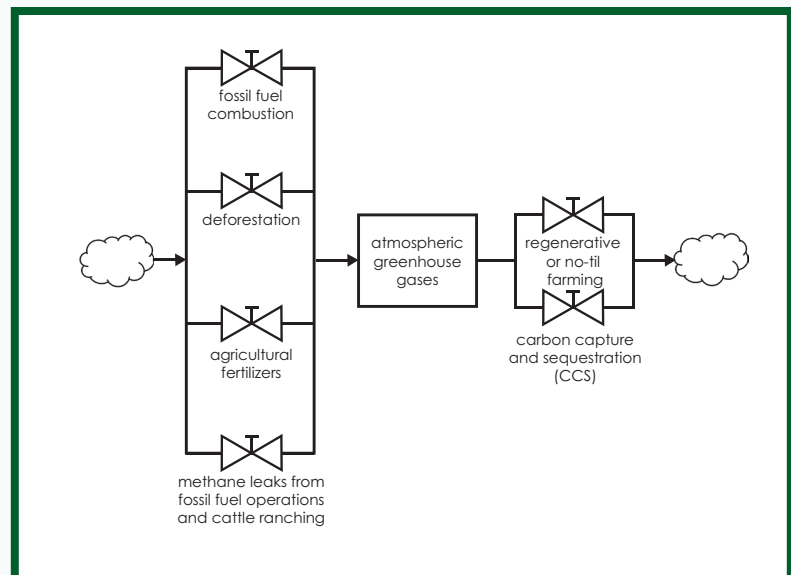 fossil fuel
combustion
deforestation
agricultural
fertilizers
methane leaks from
fossil fuel operations
and cattle ranching
atmospheric
greenhouse
gases
regenerative
or no-til
farming
carbon capture
and sequestration
(CCS)